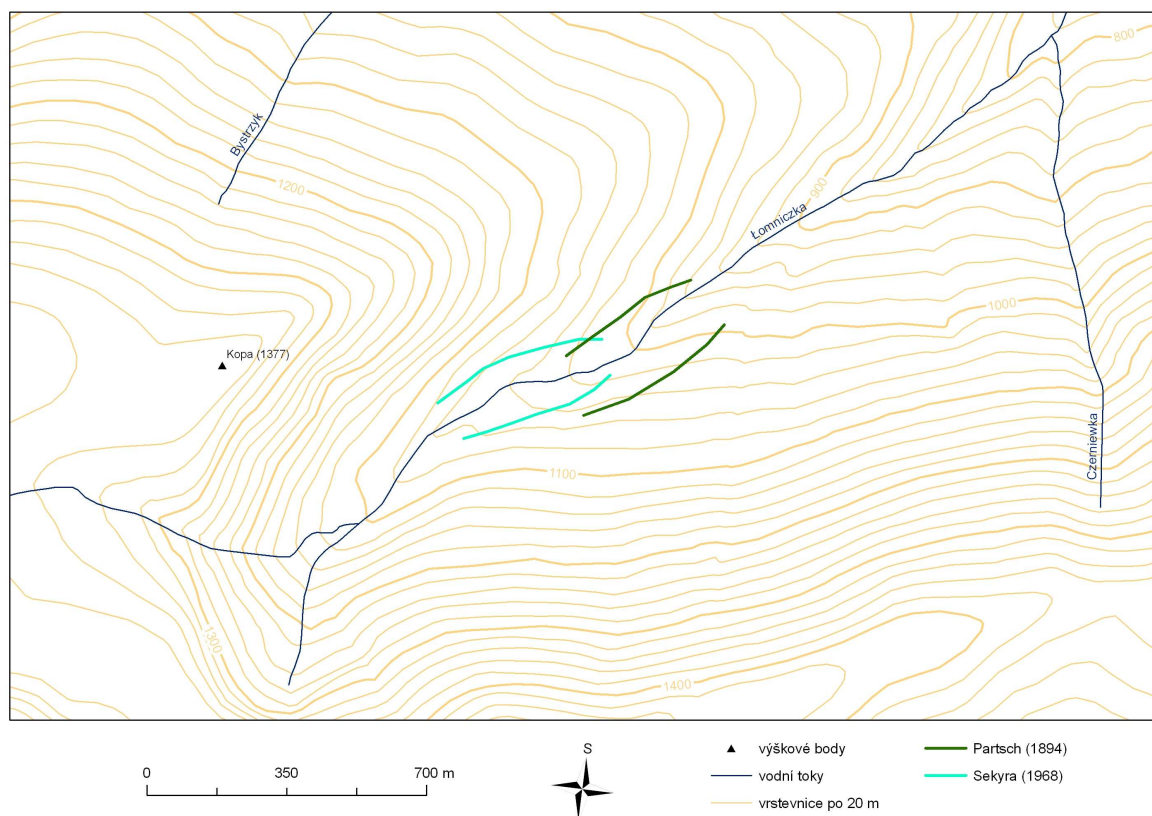 800
Bystrzyk
1200
900
Łomniczka
1000
Kopa (1377)
1100
Czerniewka
1300
1400
S
0 350 700 m
výškové body
vodní toky
vrstevnice po 20 m
Partsch (1894)
Sekyra (1968)